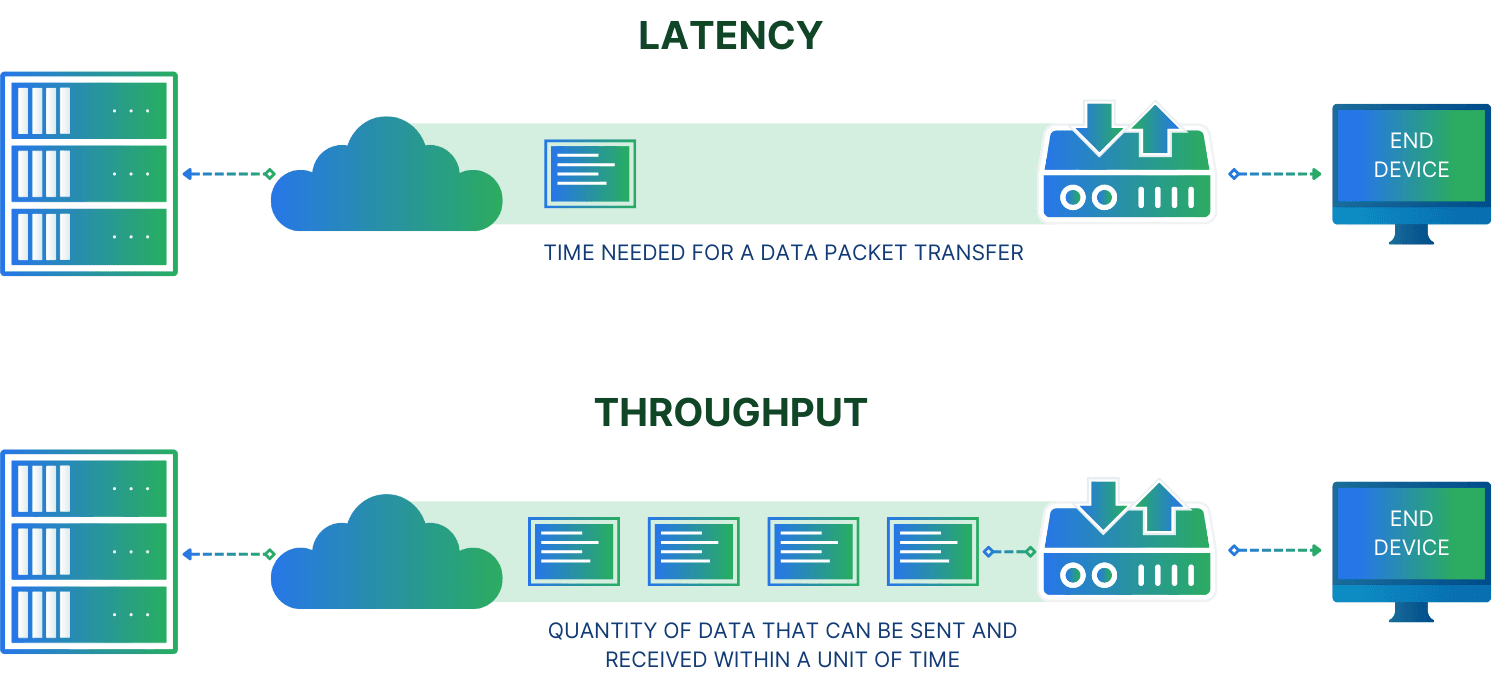 LATENCY
END
DEVICE
TIME NEEDED FOR A DATA PACKET TRANSFER
THROUGHPUT
END
DEVICE
QUANTITY OF DATA THAT CAN BE SENT AND
RECEIVED WITHIN A UNIT OF TIME